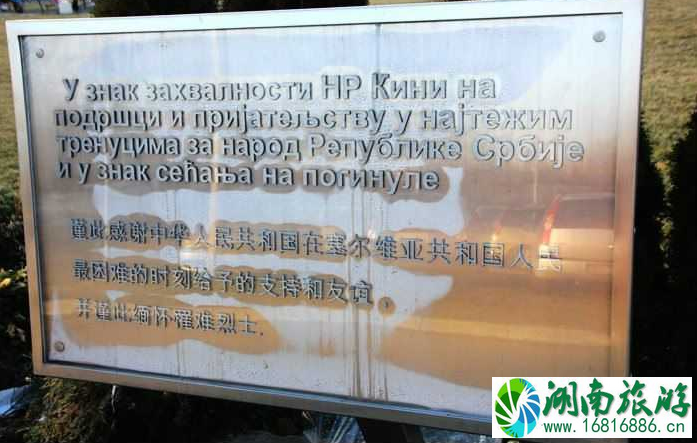 У знак захвалности НР Кини на
подршци и пријатељству у најтежим
тренуцима за народ Републике Србије
и у знак сећања на погинуле
谨此感谢中华人民共和国在塞尔维亚共和国人民
最困难的时刻给予的支持和友谊，
并谨此缅怀罹难烈士.
湖南旅游
www.16816886.cn